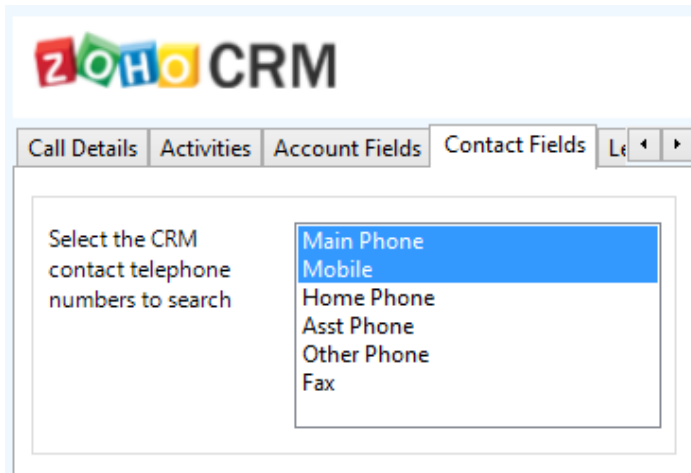 ZOHO CRM
Call Details Activities Account Fields Contact Fields
Select the CRM
contact telephone
numbers to search
Main Phone
Mobile
Home Phone
Asst Phone
Other Phone
Fax